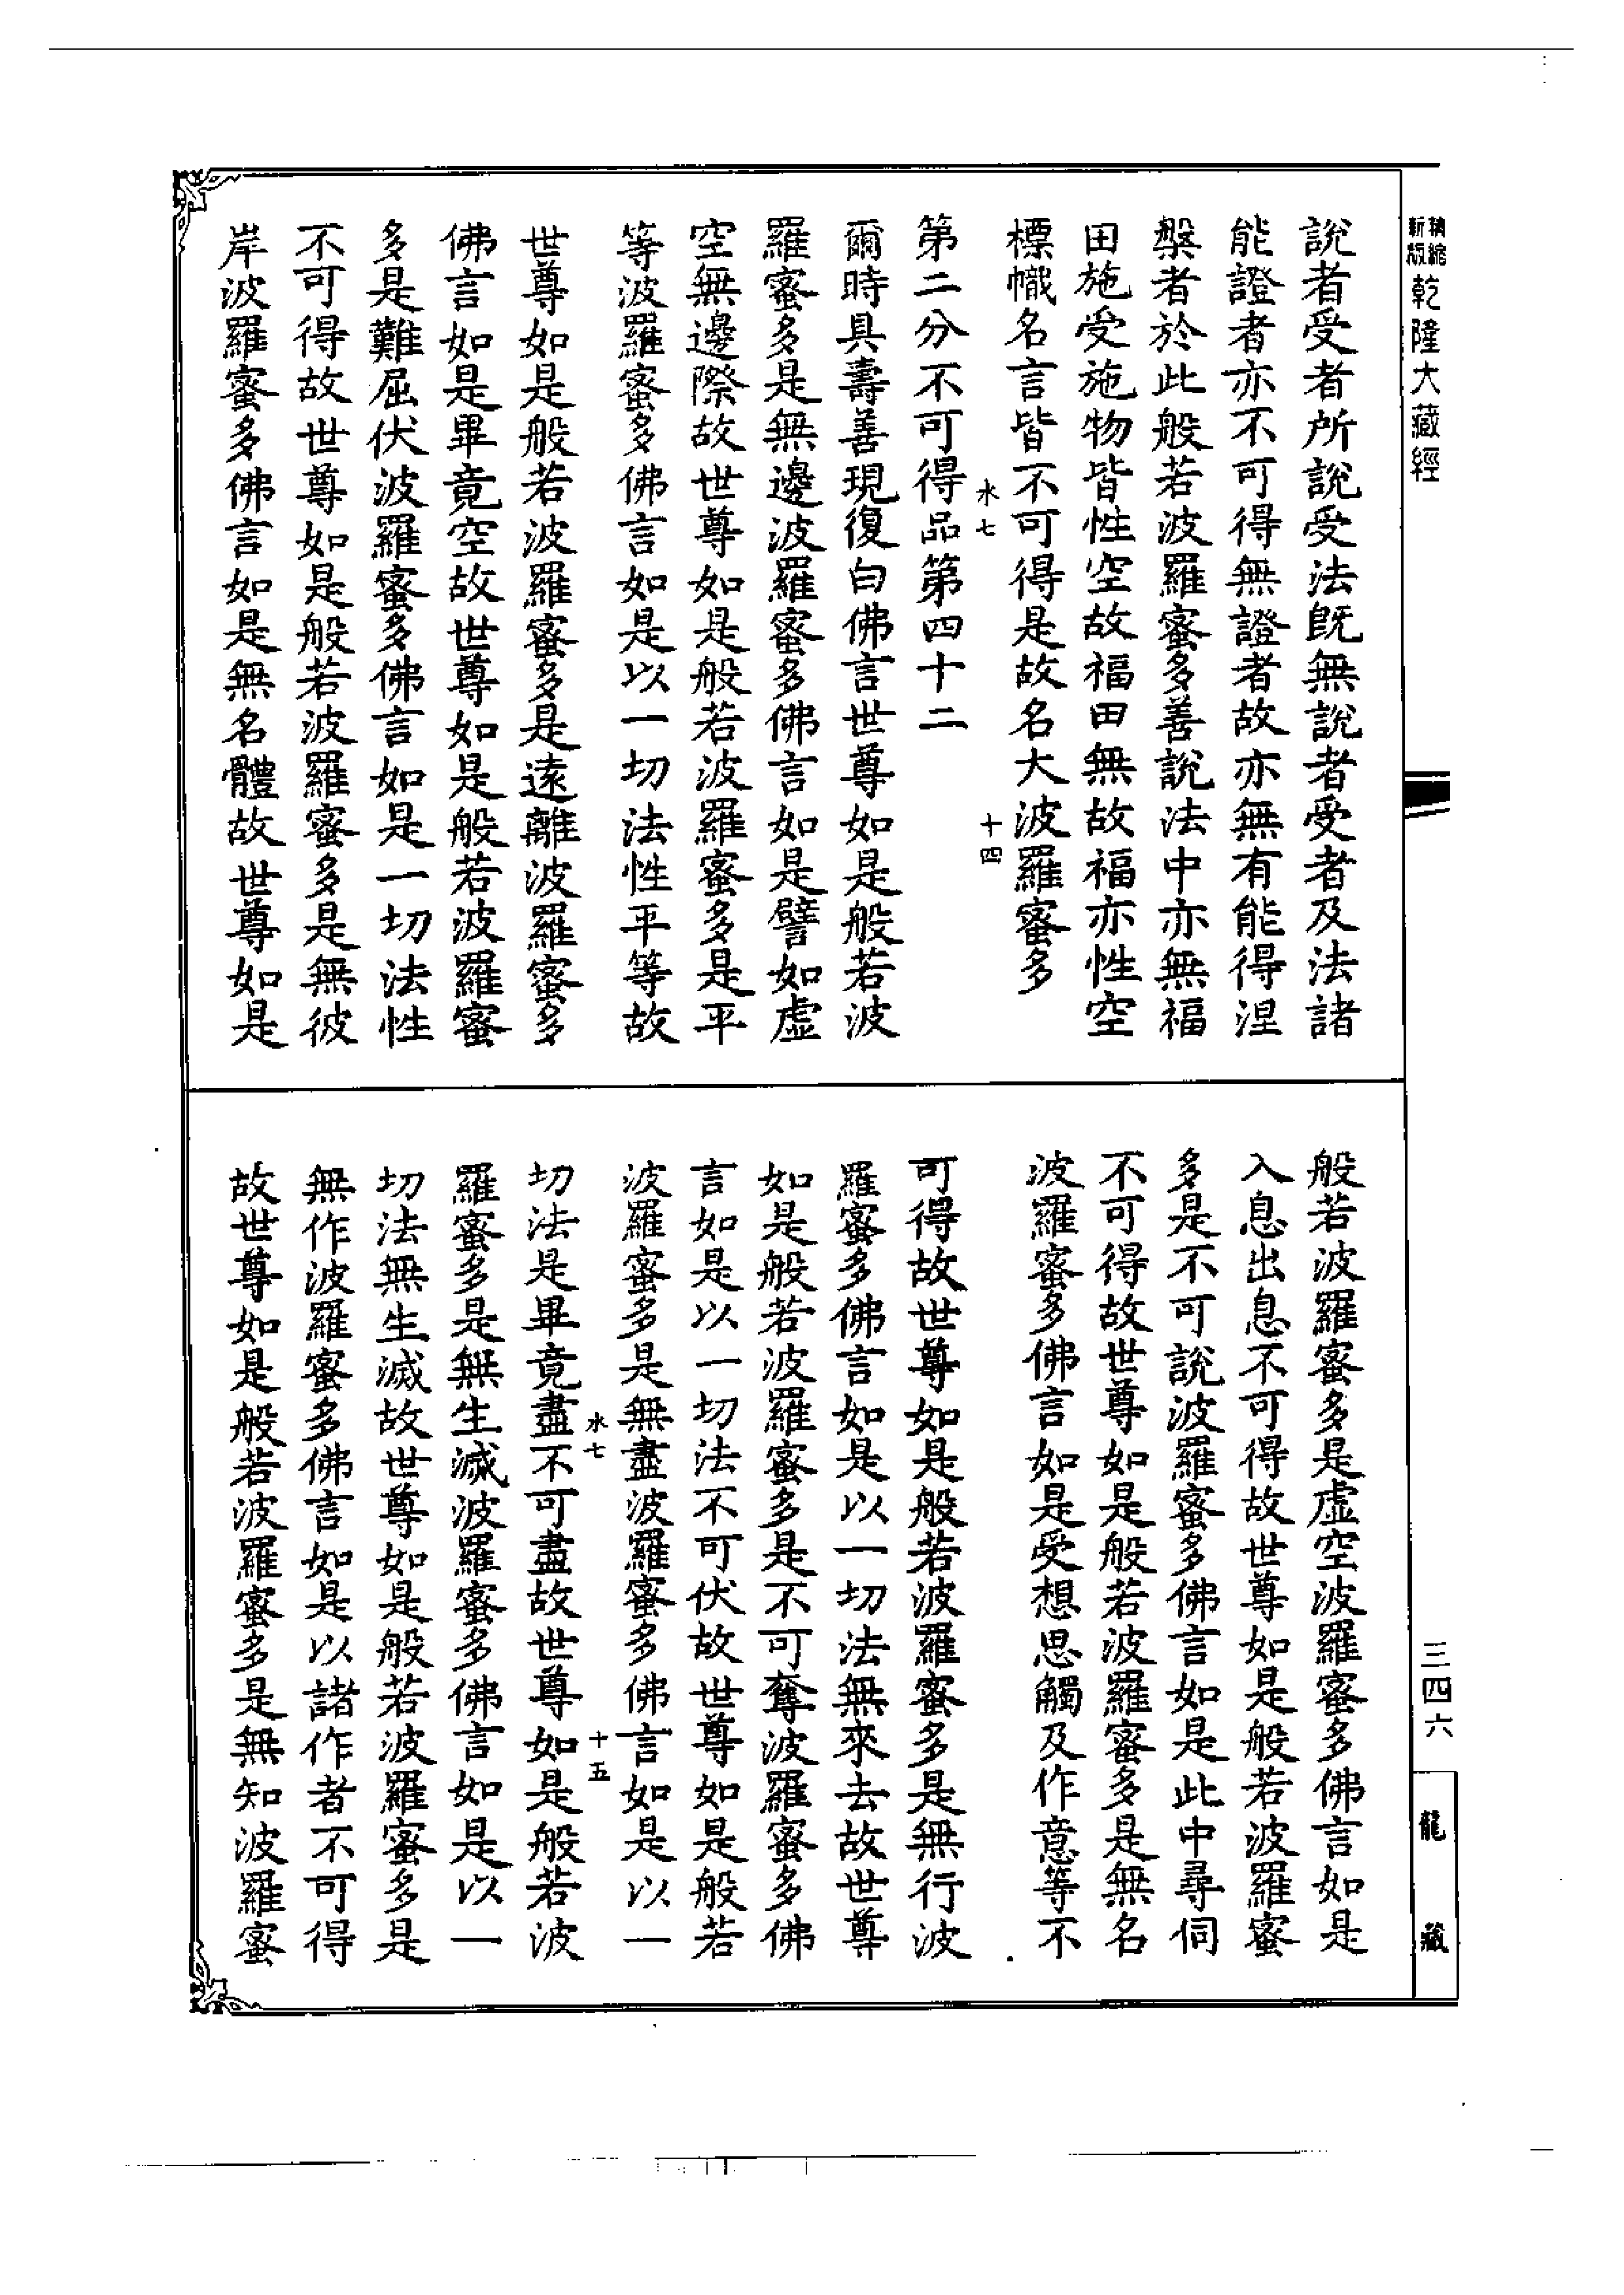 精縮新版乾隆大藏經
說者受者所說受法既無說者受者及法諸
能證者亦不可得無證者故亦無有能得涅
槃者於此般若波羅蜜多善說法中亦無福
田施受施物皆性空故福田無故福亦性空
標幟名言皆不可得是故名大波羅蜜多
水七
十四
第二分不可得品第四十二
爾時具壽善現復白佛言世尊如是般若波
羅蜜多是無邊波羅蜜多佛言如是譬如虛
空無邊際故世尊如是般若波羅蜜多是平
等波羅蜜多佛言如是以一切法性平等故
世尊如是般若波羅蜜多是遠離波羅蜜多
佛言如是畢竟空故世尊如是般若波羅蜜
多是難屈伏波羅蜜多佛言如是一切法性
不可得故世尊如是般若波羅蜜多是無彼
岸波羅蜜多佛言如是無名體故世尊如是
三四六
龍藏
般若波羅蜜多是虛空波羅蜜多佛言如是
入息出息不可得故世尊如是般若波羅蜜
多是不可說波羅蜜多佛言如是此中尋伺
不可得故世尊如是般若波羅蜜多是無名
波羅蜜多佛言如是受想思觸及作意等不
可得故世尊如是般若波羅蜜多是無行波
羅蜜多佛言如是以一切法無來去故世尊
如是般若波羅蜜多是不可奪波羅蜜多佛
言如是以一切法不可伏故世尊如是般若
波羅蜜多是無盡波羅蜜多佛言如是以一
水七
十五
切法是畢竟盡不可盡故世尊如是般若波
羅蜜多是無生滅波羅蜜多佛言如是以一
切法無生滅故世尊如是般若波羅蜜多是
無作波羅蜜多佛言如是以諸作者不可得
故世尊如是般若波羅蜜多是無知波羅蜜